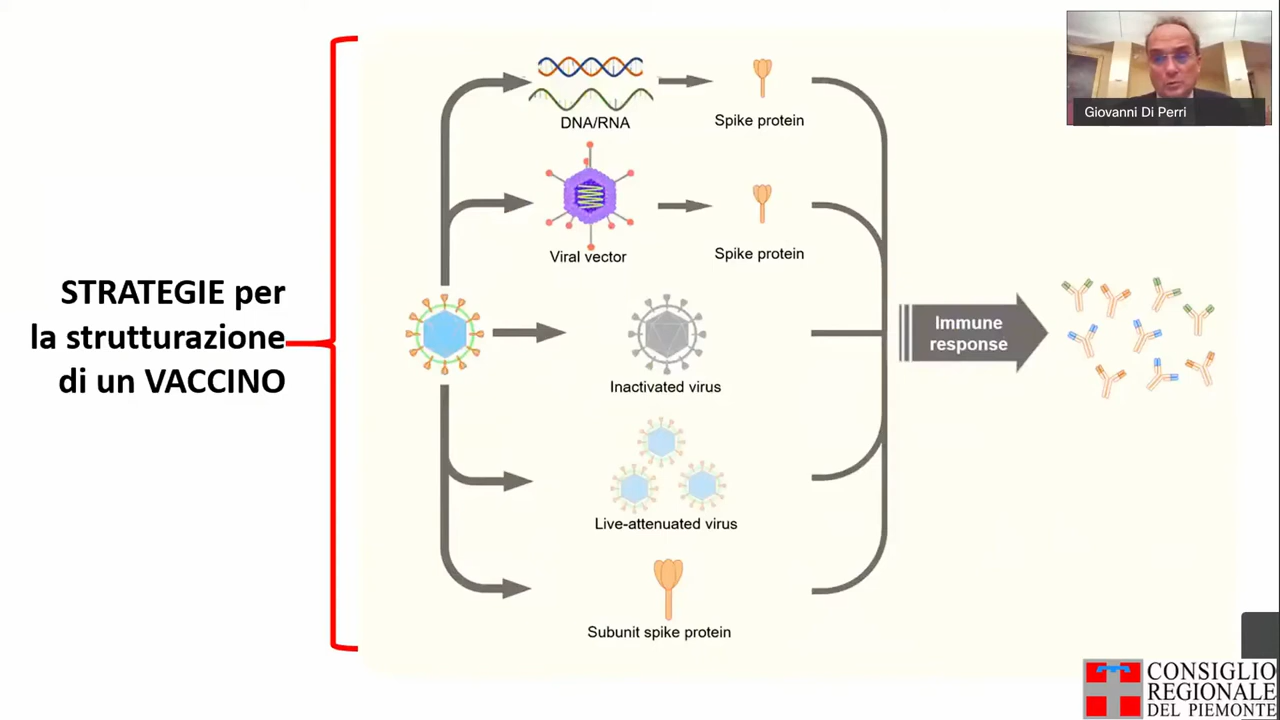 Giovanni Di Perri
STRATEGIE per
la strutturazione
di un VACCINO
DNA/RNA
Spike protein
Viral vector
Spike protein
Inactivated virus
Live-attenuated virus
Subunit spike protein
Immune
response
CONSIGLIO
REGIONALE
DEL PIEMONTE